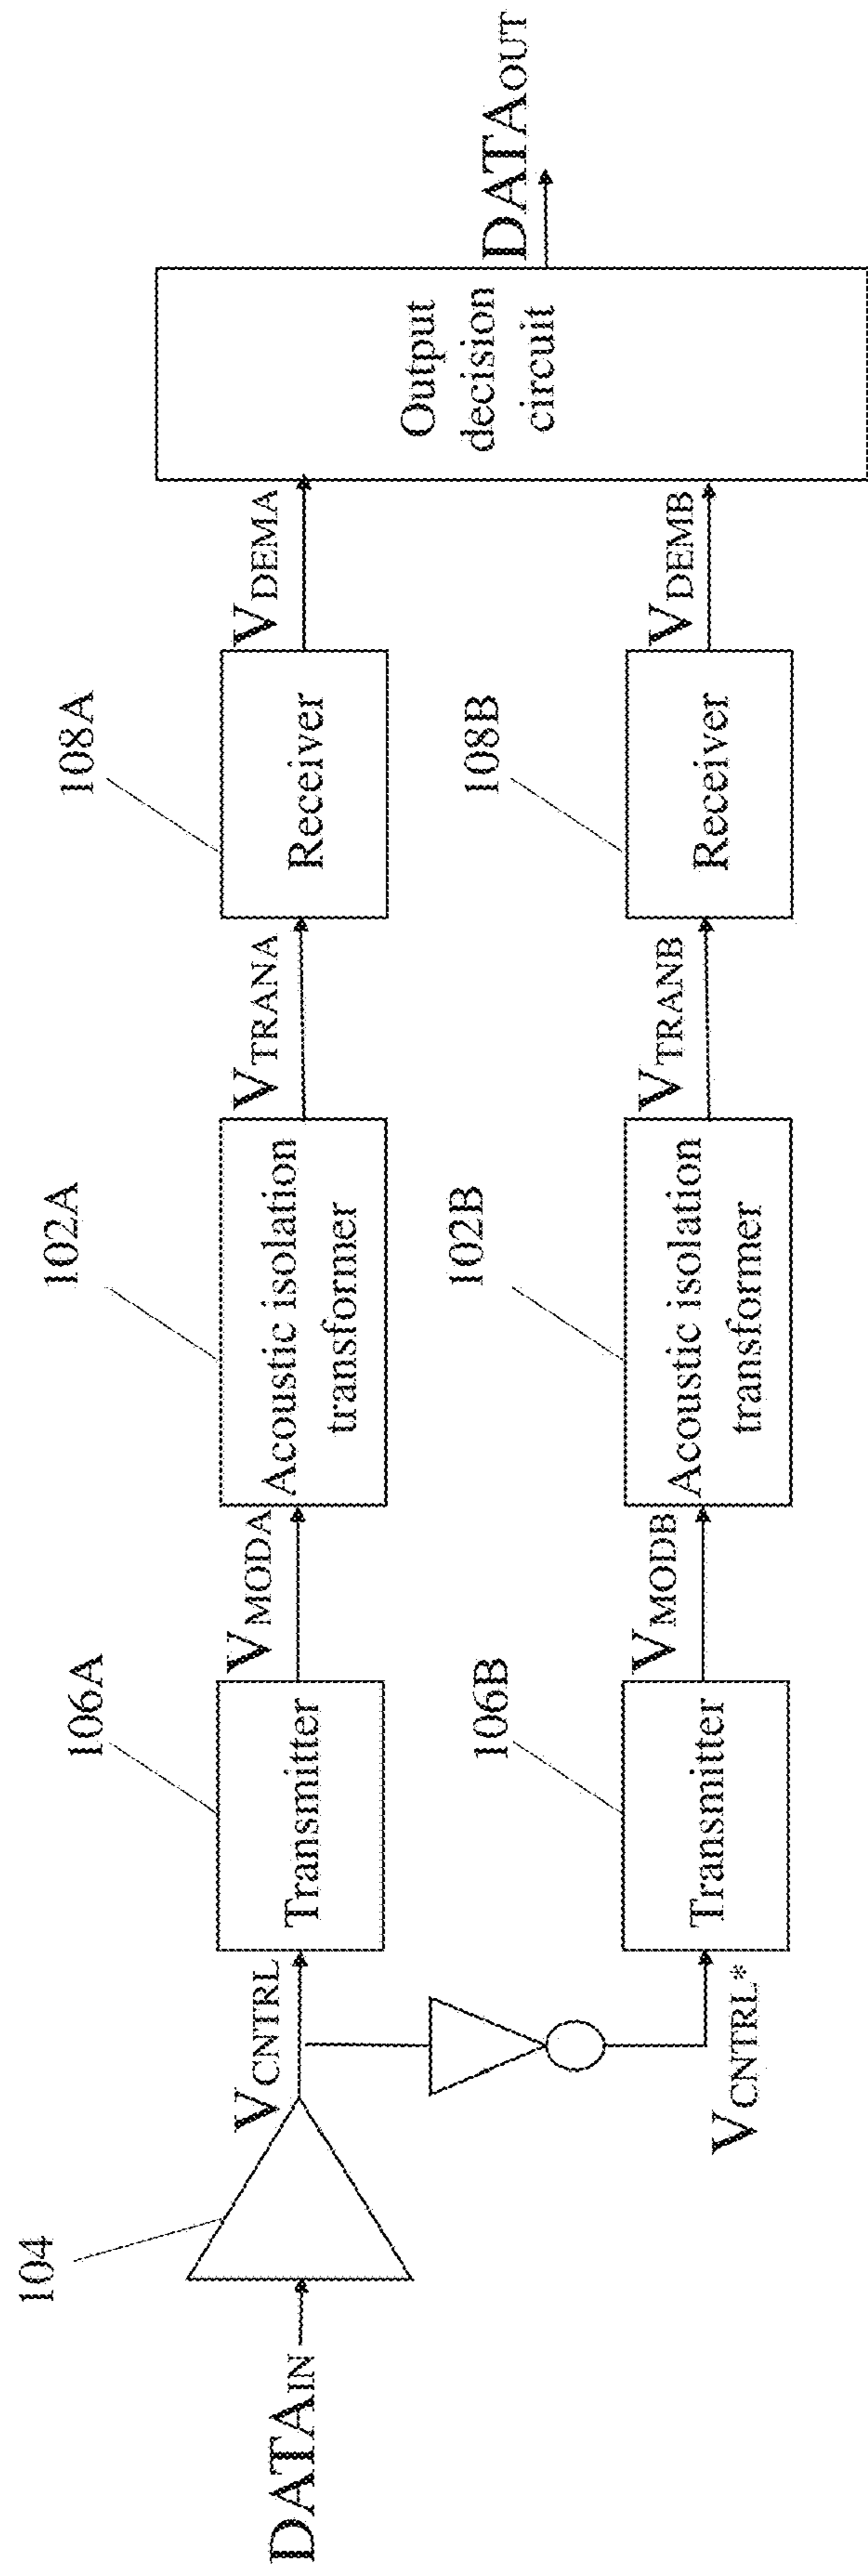 DATAIN
104
VCNTRL
VCNTRL*
106A
Transmitter
VMODA
102A
Acoustic isolation
transformer
VTRANA
108A
Receiver
VDEMA
106B
Transmitter
VMODB
102B
Acoustic isolation
transformer
VTRANB
108B
Receiver
VDEMB
Output
decision
circuit
DATAOUT